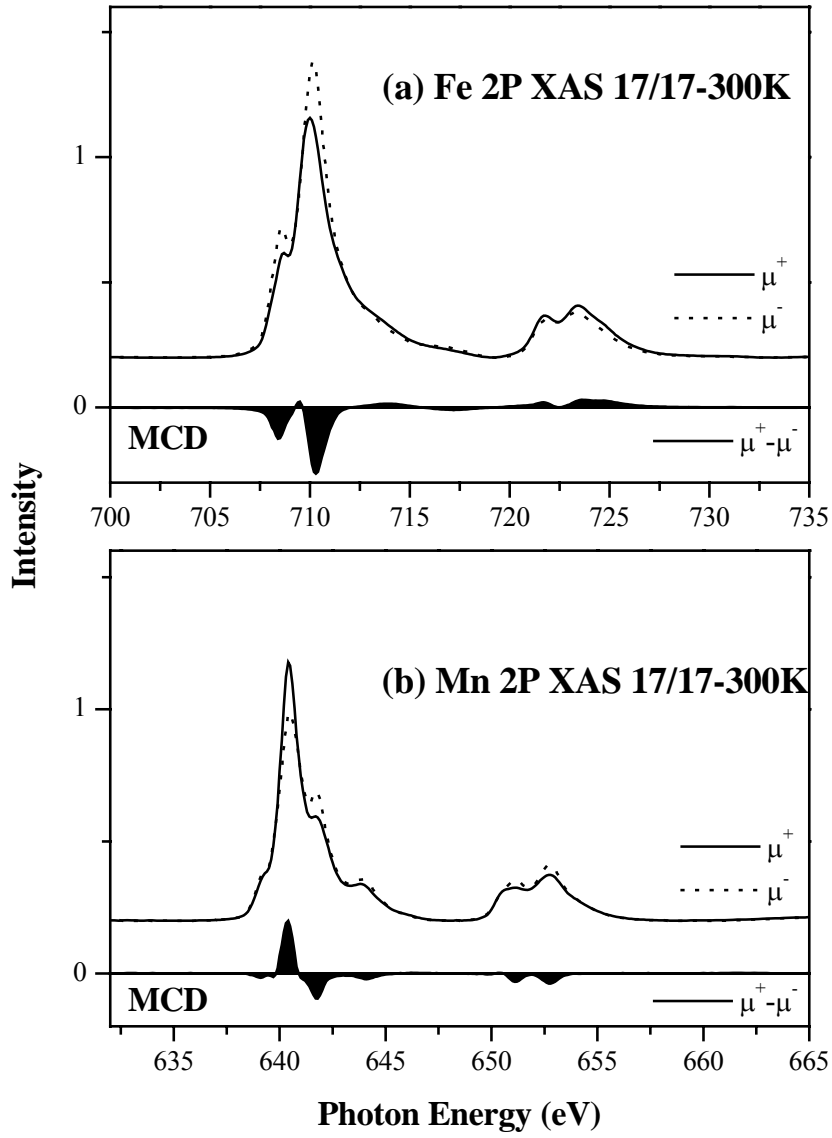 (a) Fe 2P XAS 17/17-300K
1
μ⁺
μ⁻
0
MCD
μ⁺-μ⁻
700 705 710 715 720 725 730 735
Intensity
(b) Mn 2P XAS 17/17-300K
1
μ⁺
μ⁻
0
MCD
μ⁺-μ⁻
635 640 645 650 655 660 665
Photon Energy (eV)